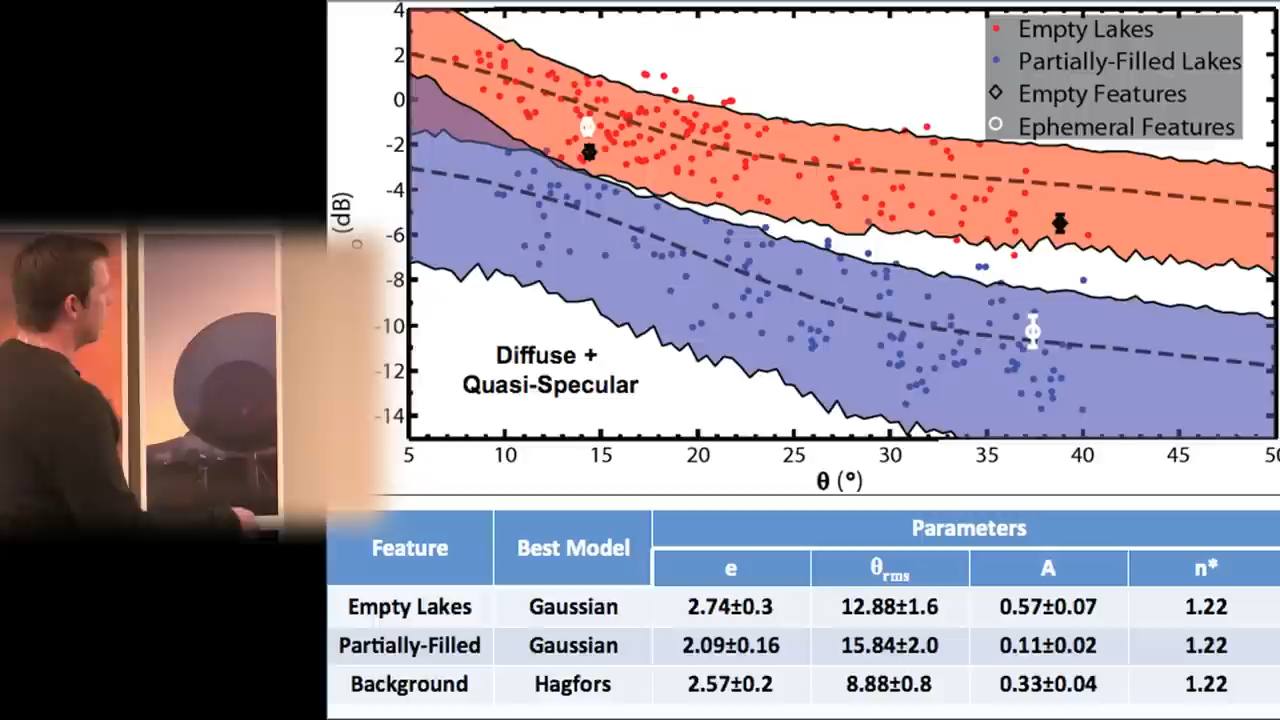 4
2
0
-2
-4
-6
-8
-10
-12
-14
(dB)
Empty Lakes
Partially-Filled Lakes
Empty Features
Ephemeral Features
Diffuse +
Quasi-Specular
5 10 15 20 25 30 35 40 45 50
θ (°)
Feature Best Model Parameters
e θrms A n*
Empty Lakes Gaussian 2.74±0.3 12.88±1.6 0.57±0.07 1.22
Partially-Filled Gaussian 2.09±0.16 15.84±2.0 0.11±0.02 1.22
Background Hagfors 2.57±0.2 8.88±0.8 0.33±0.04 1.22